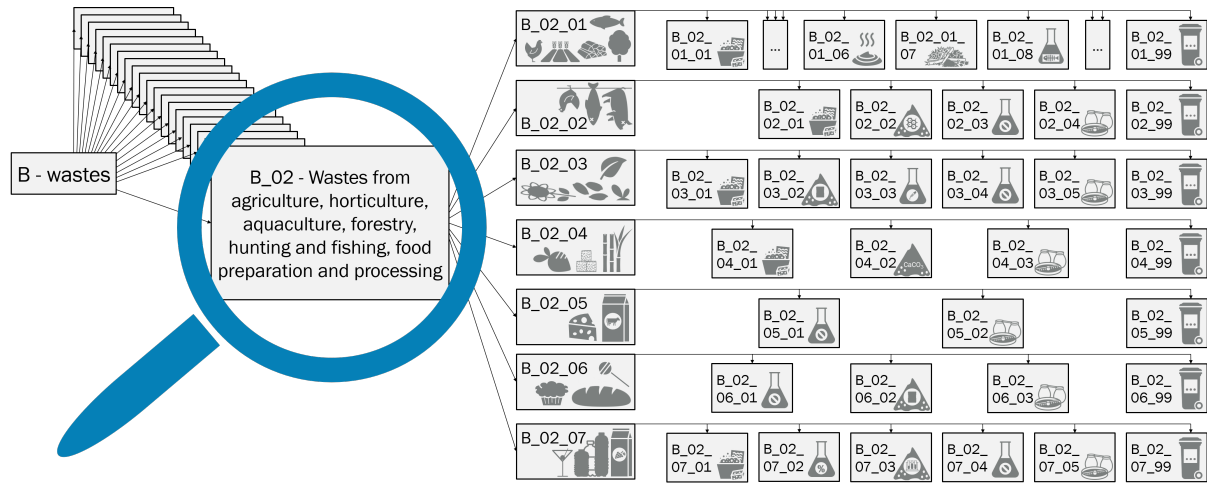 B - wastes
B_02 - Wastes from
agriculture, horticulture,
aquaculture, forestry,
hunting and fishing, food
preparation and processing
B_02_01
B_02_
01_01
...
B_02_
01_06
B_02_01_
07
B_02_
01_08
...
B_02_
01_99
B_02_02
B_02_
02_01
B_02_
02_02
B_02_
02_03
B_02_
02_04
B_02_
02_99
B_02_03
B_02_
03_01
B_02_
03_02
B_02_
03_03
B_02_
03_04
B_02_
03_05
B_02_
03_99
B_02_04
B_02_
04_01
B_02_
04_02
CaCO3
B_02_
04_03
B_02_
04_99
B_02_05
B_02_
05_01
B_02_
05_02
B_02_
05_99
B_02_06
B_02_
06_01
B_02_
06_02
B_02_
06_03
B_02_
06_99
B_02_07
B_02_
07_01
B_02_
07_02
%
B_02_
07_03
B_02_
07_04
B_02_
07_05
B_02_
07_99